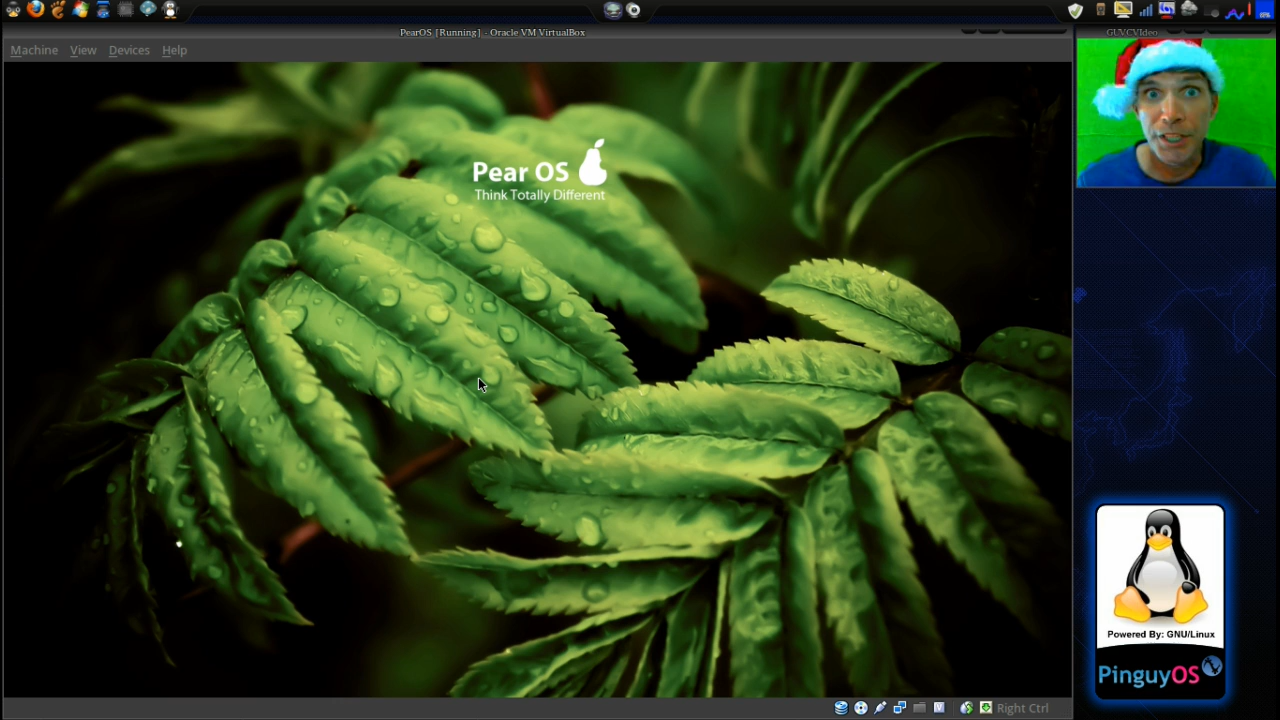 PearOS [Running] - Oracle VM VirtualBox
GUVCVIdeo
Machine View Devices Help
Pear OS
Think Totally Different
Powered By: GNU/Linux
PinguyOS
Right Ctrl